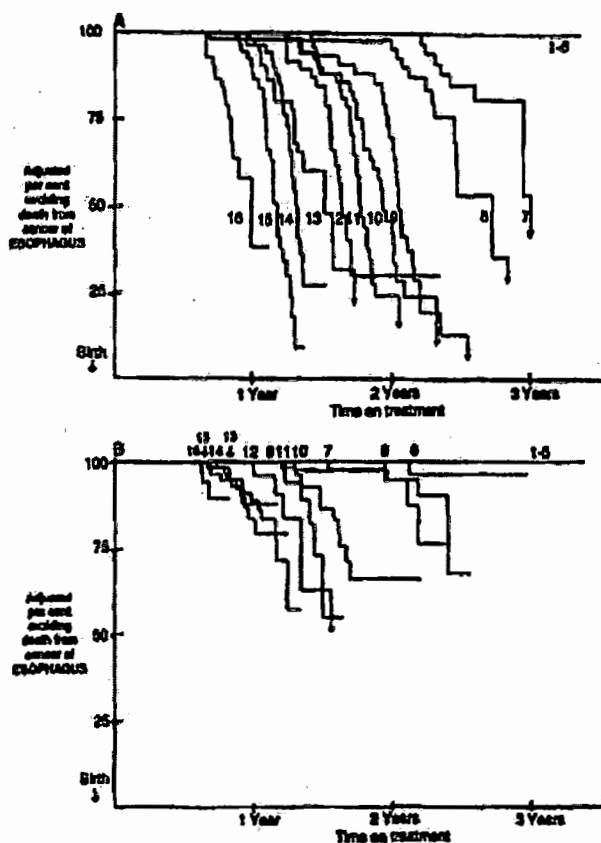 A
100
75
50
25
Adjusted
per cent
avoiding
death from
cancer of
ESOPHAGUS
1-6
16 15 14 13 12 11 10 9 8 7
Birth
1 Year 2 Years 3 Years
Time on treatment
B
13
12 9 11 10 7 8 6 1-5
100
75
50
25
Adjusted
per cent
avoiding
death from
cancer of
ESOPHAGUS
Birth
1 Year 2 Years 3 Years
Time on treatment